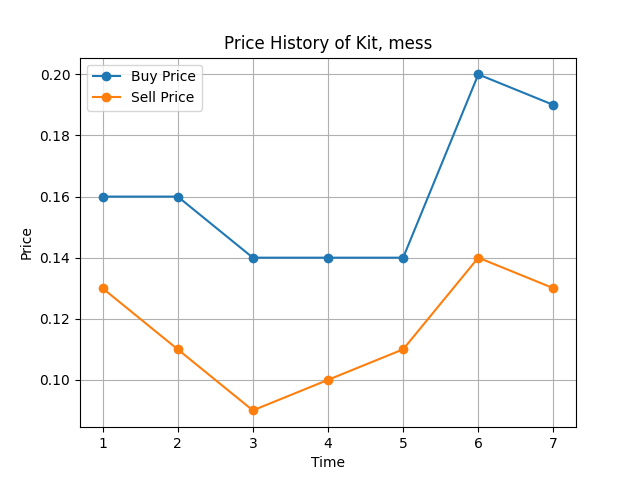 Price History of Kit, mess
Buy Price
Sell Price
0.20
0.18
0.16
0.14
0.12
0.10
Price
1 2 3 4 5 6 7
Time